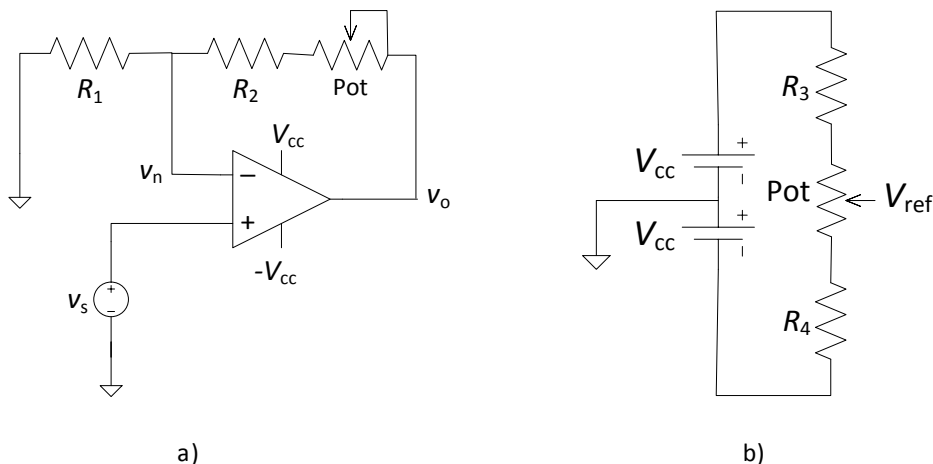 R1
R2
Pot
Vcc
vn
−
+
vo
-Vcc
vs
+
−
a)
R3
+
Vcc
−
Pot
Vref
+
Vcc
−
R4
b)